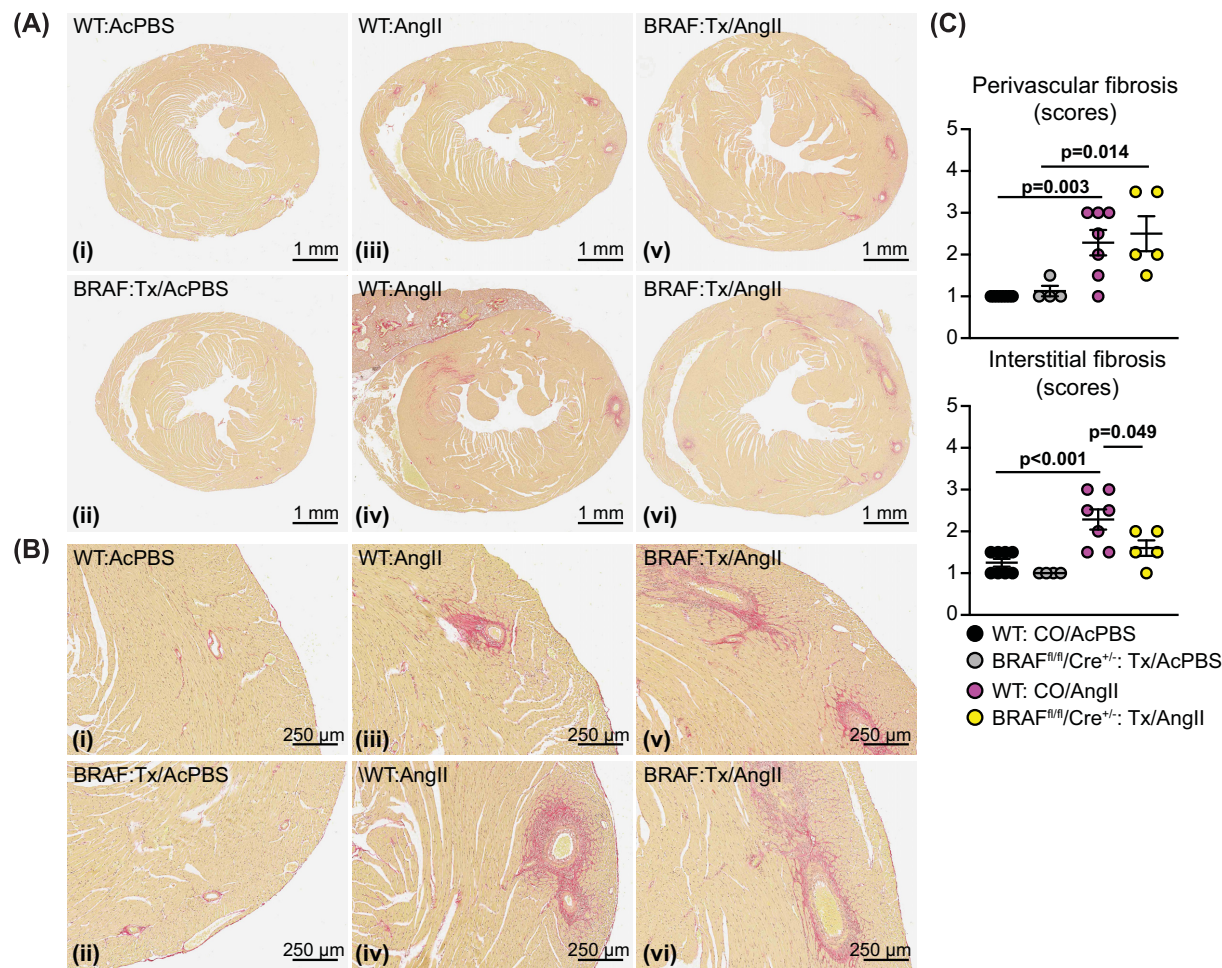 (A)
WT:AcPBS
(i)
1 mm
WT:AngII
(iii)
1 mm
BRAF:Tx/AngII
(v)
1 mm
BRAF:Tx/AcPBS
(ii)
1 mm
WT:AngII
(iv)
1 mm
BRAF:Tx/AngII
(vi)
1 mm
(B)
WT:AcPBS
(i)
250 µm
WT:AngII
(iii)
250 µm
BRAF:Tx/AngII
(v)
250 µm
BRAF:Tx/AcPBS
(ii)
250 µm
WT:AngII
(iv)
250 µm
BRAF:Tx/AngII
(vi)
250 µm
(C)
Perivascular fibrosis
(scores)
5
4
3
2
1
0
p=0.014
p=0.003
Interstitial fibrosis
(scores)
5
4
3
2
1
0
p=0.049
p<0.001
WT: CO/AcPBS
BRAFfl/fl/Cre+/-: Tx/AcPBS
WT: CO/AngII
BRAFfl/fl/Cre+/-: Tx/AngII